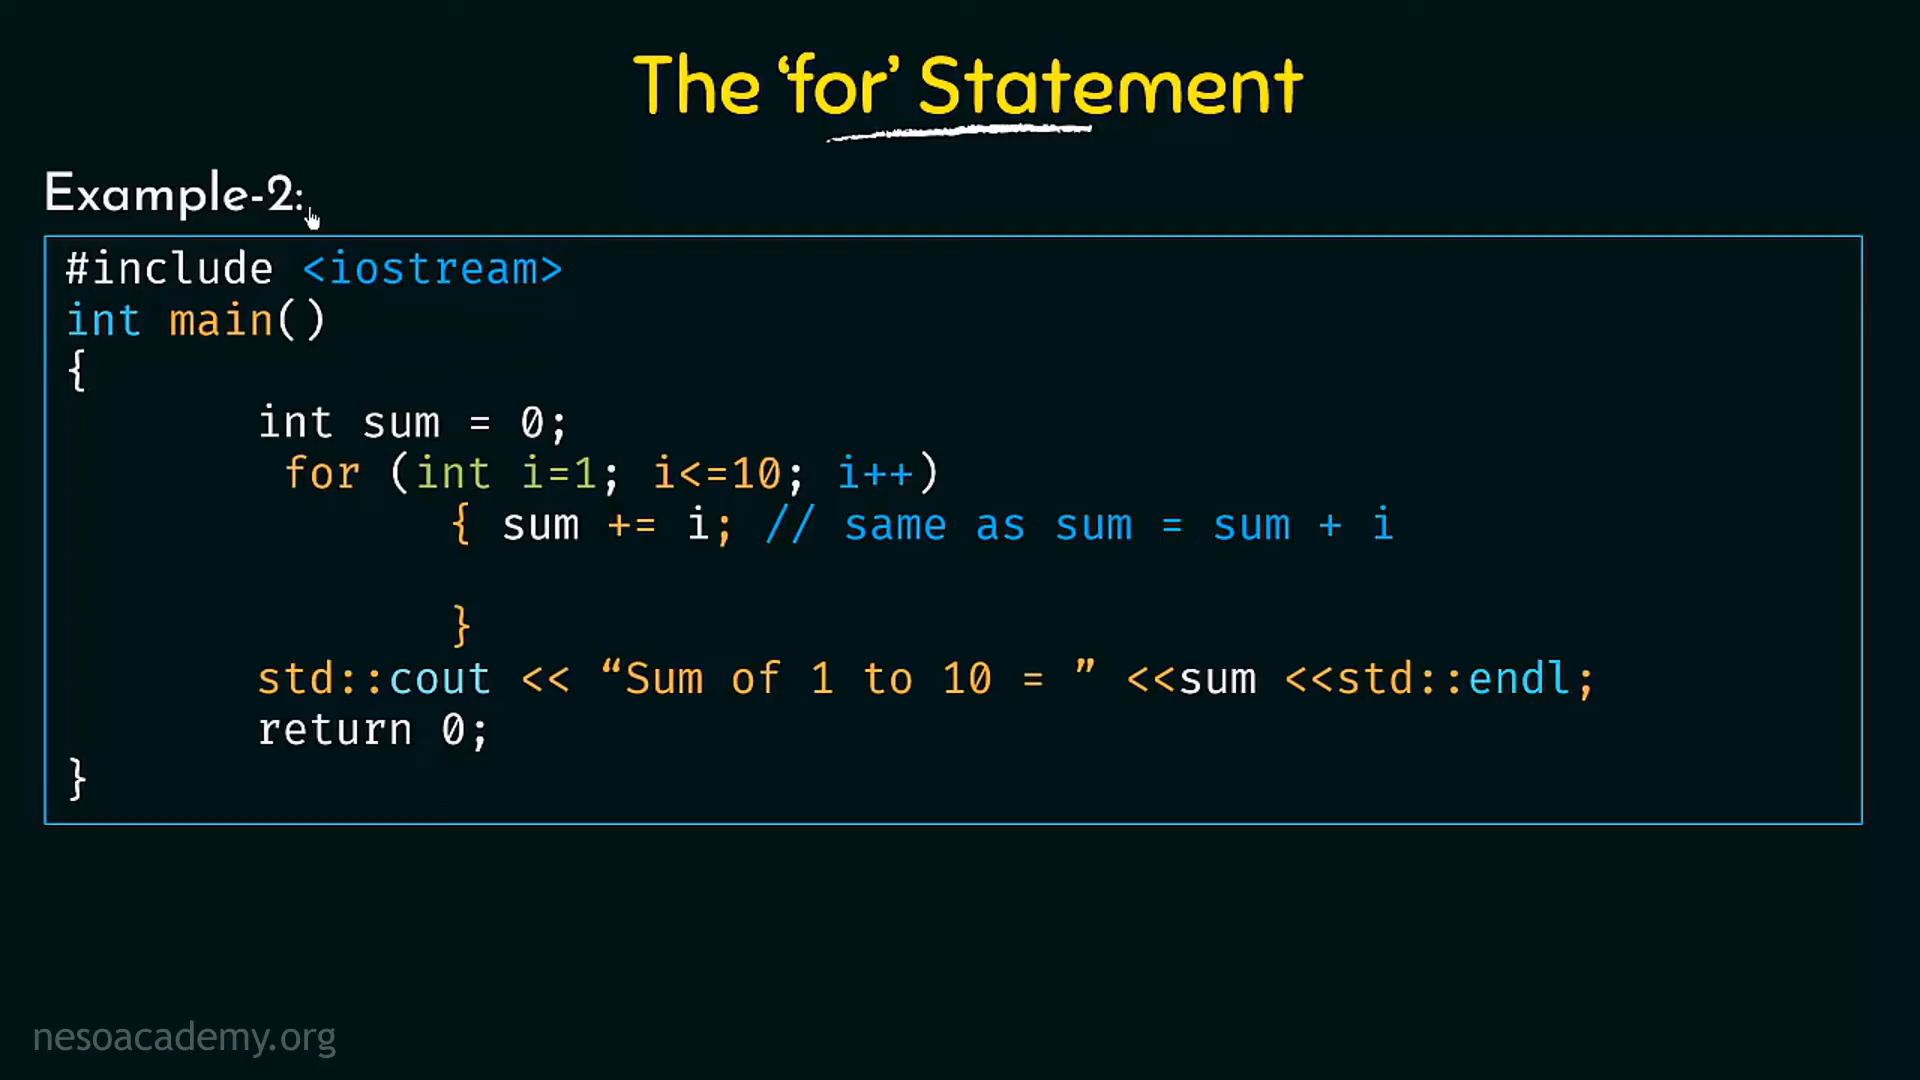 The ‘for’ Statement
Example-2:
#include <iostream>
int main()
{
int sum = 0;
for (int i=1; i<=10; i++)
{ sum += i; // same as sum = sum + i
}
std::cout << “Sum of 1 to 10 = ” <<sum <<std::endl;
return 0;
}
nesoacademy.org